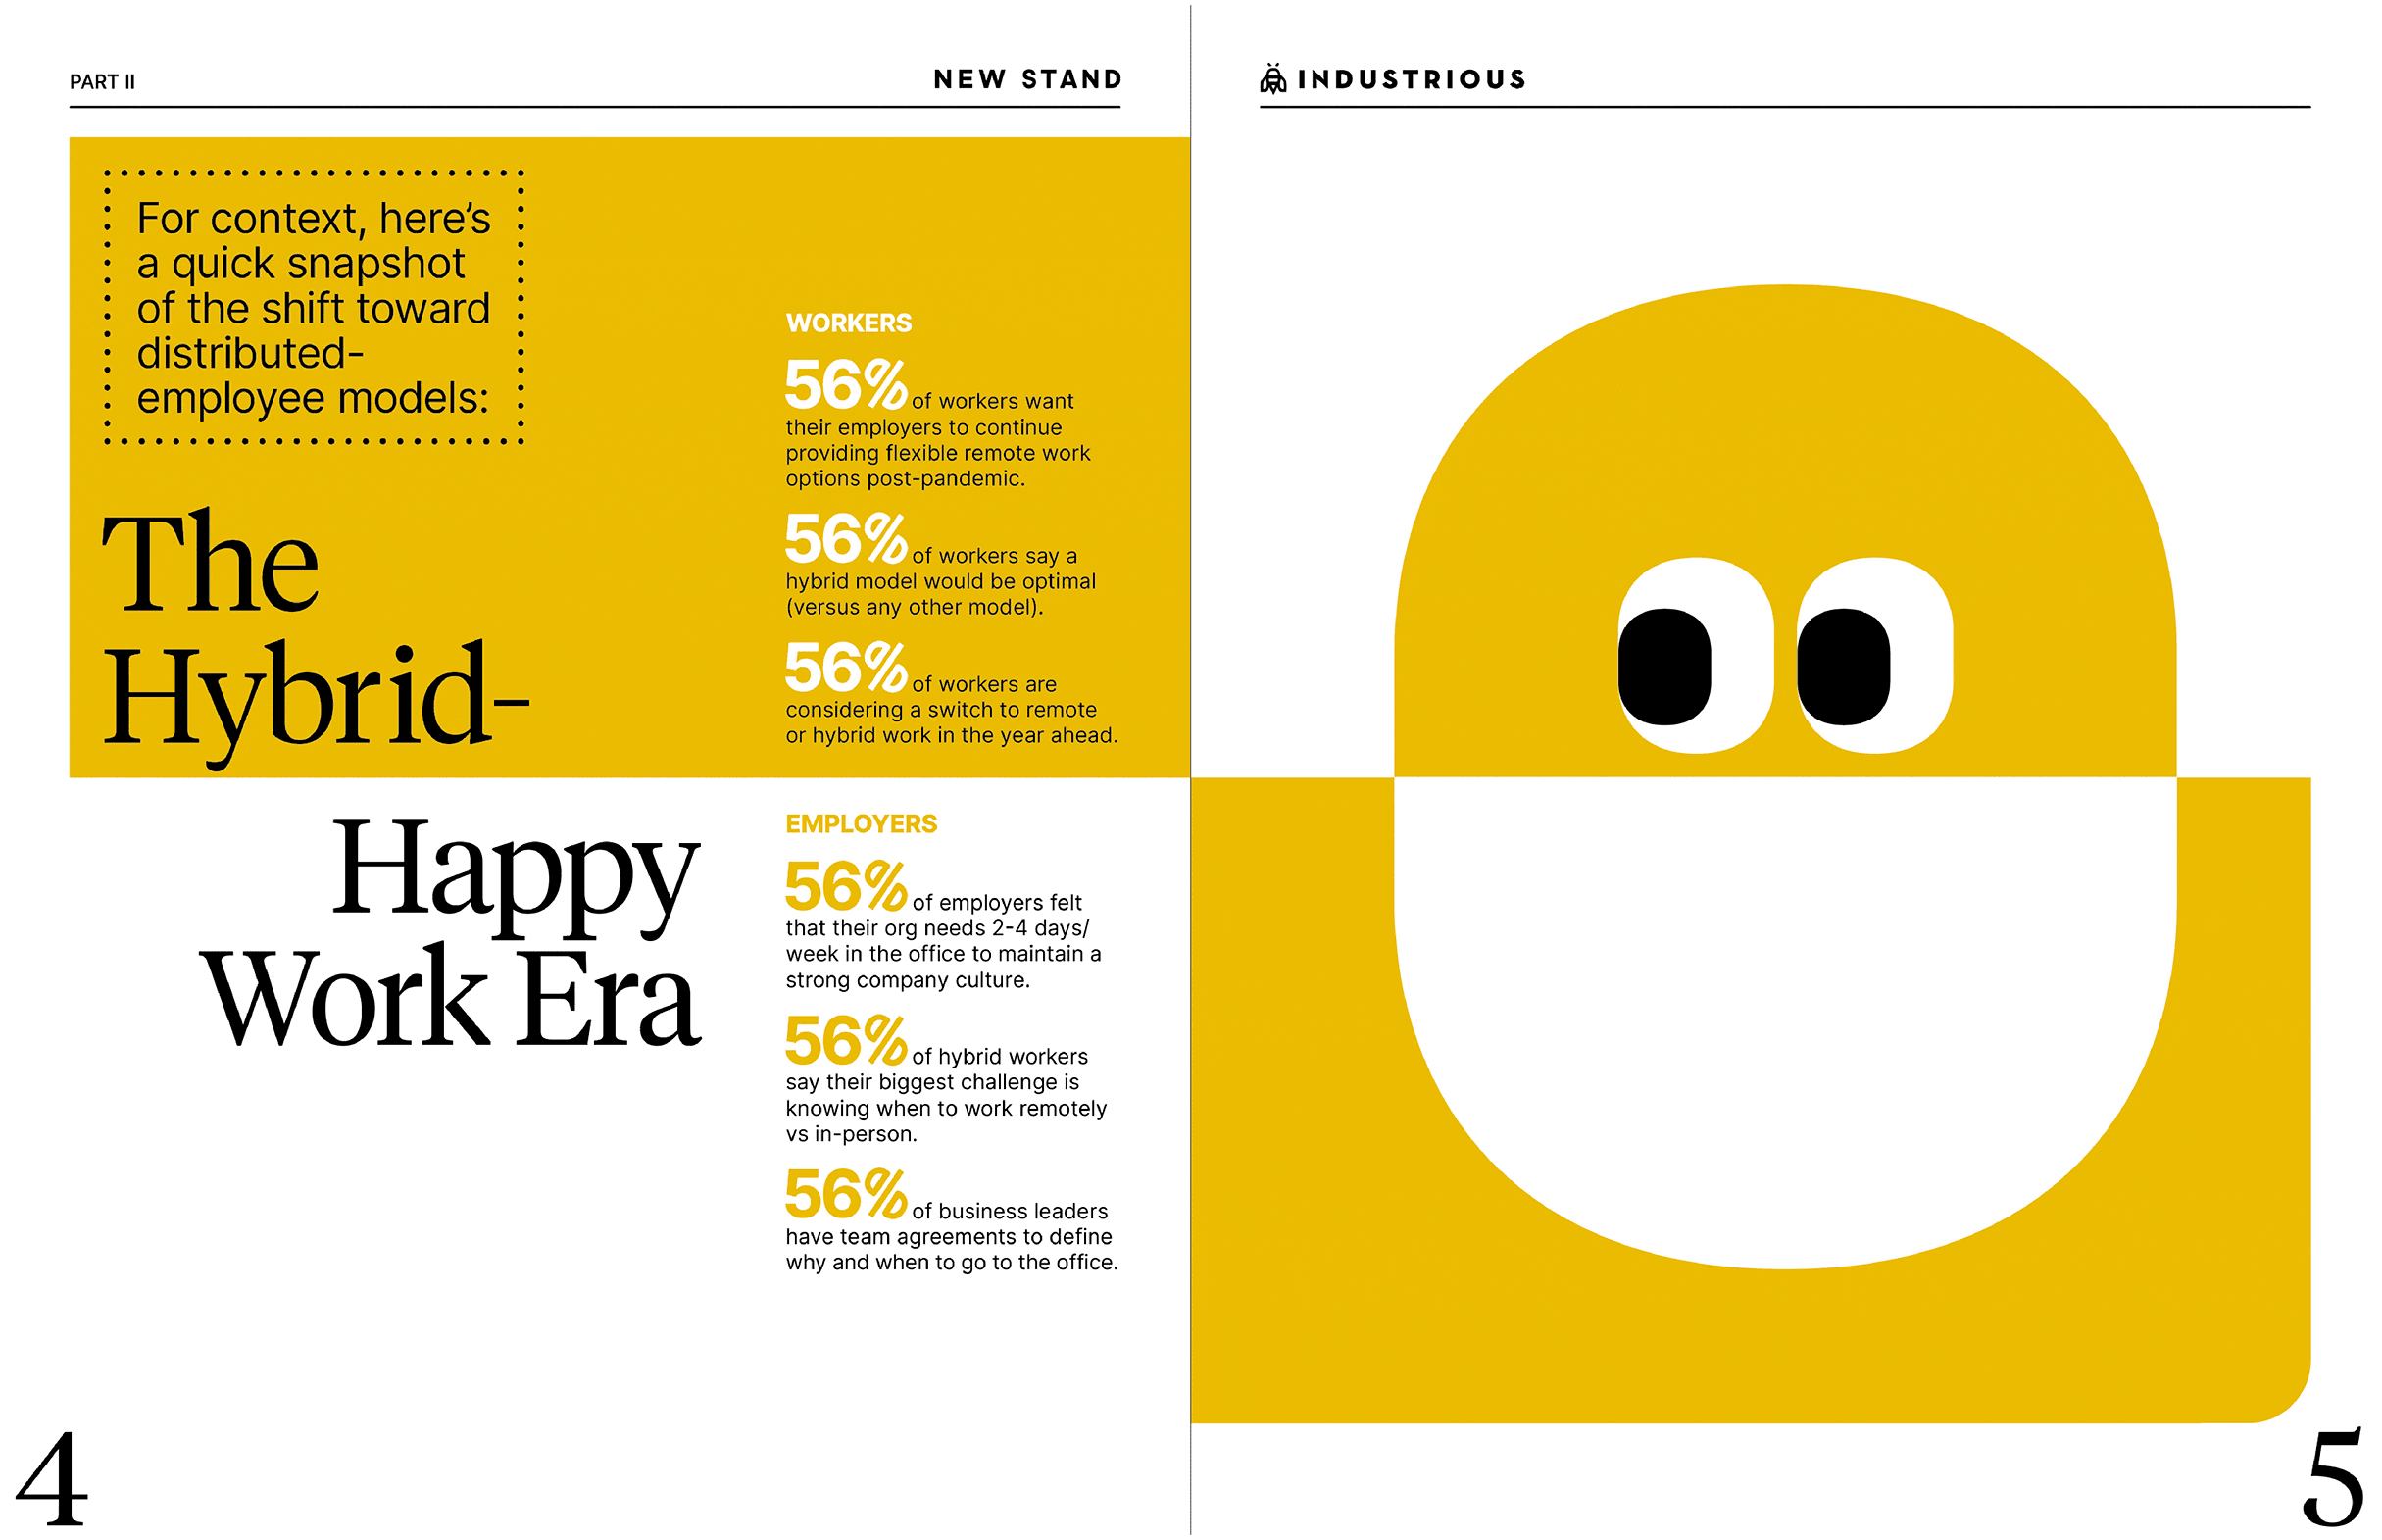 PART II
NEW STAND
INDUSTRIOUS
For context, here’s
a quick snapshot
of the shift toward
distributed-
employee models:
The
Hybrid-
Happy
Work Era
WORKERS
56% of workers want
their employers to continue
providing flexible remote work
options post-pandemic.
56% of workers say a
hybrid model would be optimal
(versus any other model).
56% of workers are
considering a switch to remote
or hybrid work in the year ahead.
EMPLOYERS
56% of employers felt
that their org needs 2-4 days/
week in the office to maintain a
strong company culture.
56% of hybrid workers
say their biggest challenge is
knowing when to work remotely
vs in-person.
56% of business leaders
have team agreements to define
why and when to go to the office.
4
5